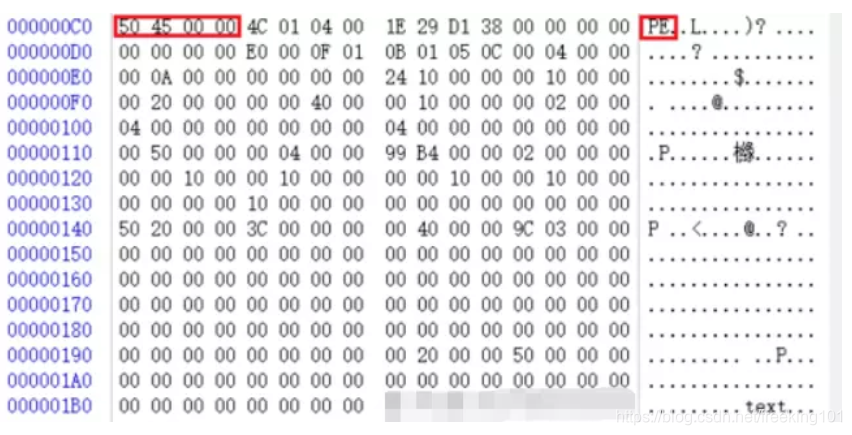 000000C0 50 45 00 00 4C 01 04 00 1E 29 D1 38 00 00 00 00 PE..L....)?.....
000000D0 00 00 00 00 E0 00 0F 01 0B 01 05 0C 00 04 00 00 .....?..........
000000E0 00 0A 00 00 00 00 00 00 24 10 00 00 00 10 00 00 ........$.......
000000F0 00 20 00 00 00 00 40 00 00 10 00 00 00 02 00 00 . ....@.........
00000100 04 00 00 00 00 00 00 00 04 00 00 00 00 00 00 00 ................
00000110 00 50 00 00 00 04 00 00 99 B4 00 00 02 00 00 00 .P......橼......
00000120 00 00 10 00 00 10 00 00 00 00 10 00 00 10 00 00 ................
00000130 00 00 00 00 10 00 00 00 00 00 00 00 00 00 00 00 ................
00000140 50 20 00 00 3C 00 00 00 00 40 00 00 9C 03 00 00 P ..<....@..?..
00000150 00 00 00 00 00 00 00 00 00 00 00 00 00 00 00 00 ................
00000160 00 00 00 00 00 00 00 00 00 00 00 00 00 00 00 00 ................
00000170 00 00 00 00 00 00 00 00 00 00 00 00 00 00 00 00 ................
00000180 00 00 00 00 00 00 00 00 00 00 00 00 00 00 00 00 ................
00000190 00 00 00 00 00 00 00 00 00 20 00 00 50 00 00 00 ......... ..P...
000001A0 00 00 00 00 00 00 00 00 00 00 00 00 00 00 00 00 ................
000001B0 00 00 00 00 00 00 00 00 .........text...
https://blog.csdn.net/freeking101